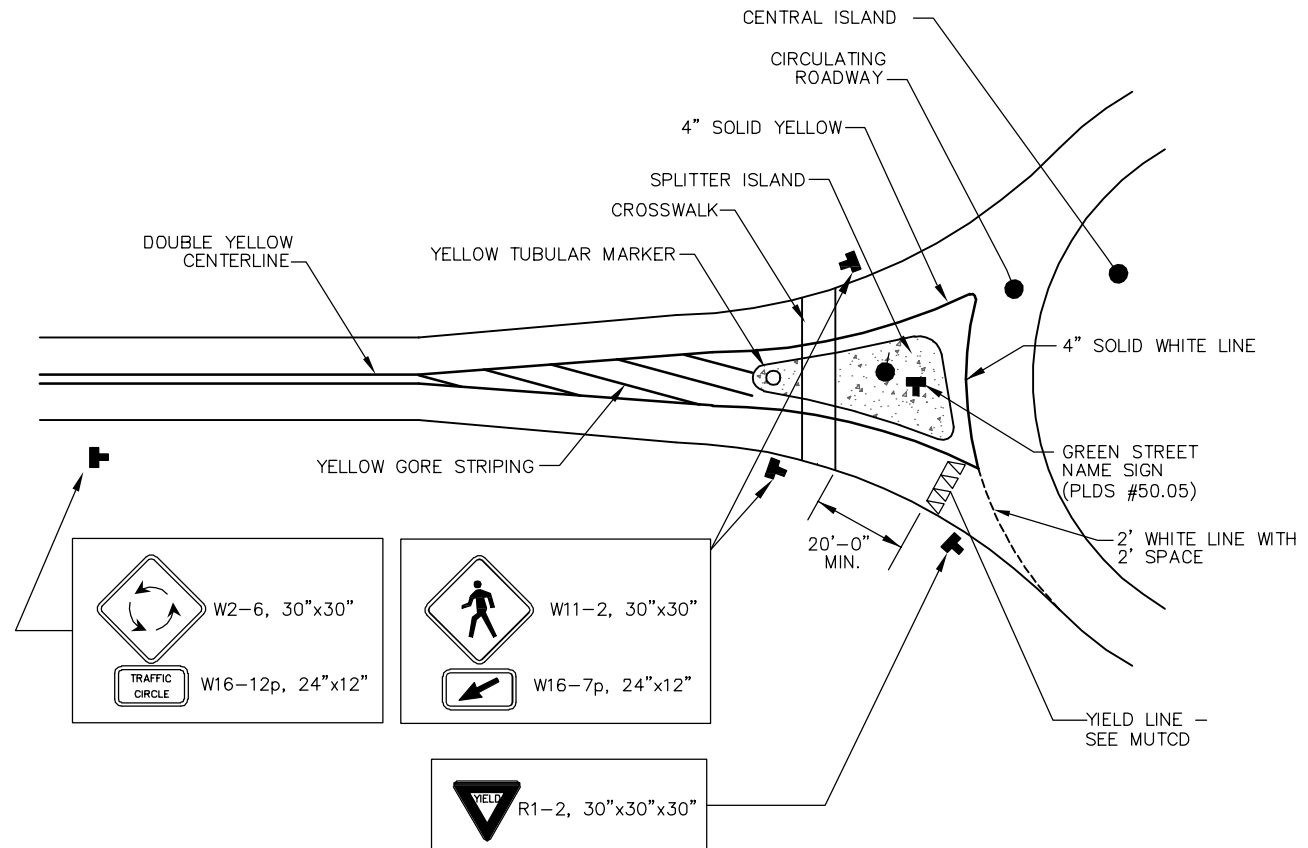 CENTRAL ISLAND
CIRCULATING
ROADWAY
4” SOLID YELLOW
SPLITTER ISLAND
CROSSWALK
DOUBLE YELLOW
CENTERLINE
YELLOW TUBULAR MARKER
4” SOLID WHITE LINE
YELLOW GORE STRIPING
GREEN STREET
NAME SIGN
(PLDS #50.05)
20’-0”
MIN.
2’ WHITE LINE WITH
2’ SPACE
W2-6, 30”x30”
TRAFFIC
CIRCLE
W16-12p, 24”x12”
W11-2, 30”x30”
W16-7p, 24”x12”
YIELD LINE -
SEE MUTCD
YIELD
R1-2, 30”x30”x30”